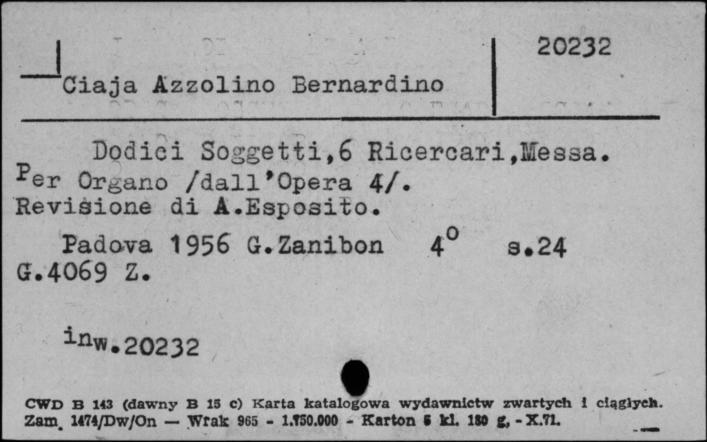 20232
Ciaja Azzolino Bernardino
Dodici Soggetti,6 Ricercari,Messa.
Per Organo /dall'Opera 4/.
Revisione di A.Esposito.
Padova 1956 G.Zanibon 4° s.24
G.4069 Z.
inw.20232
CWD B 143 (dawny B 15 c) Karta katalogowa wydawnictw zwartych i ciągłych.
Zam. 1474/Dw/On — Wrak 965 - 1.750.000 - Karton 5 kl. 180 g, - X.71.